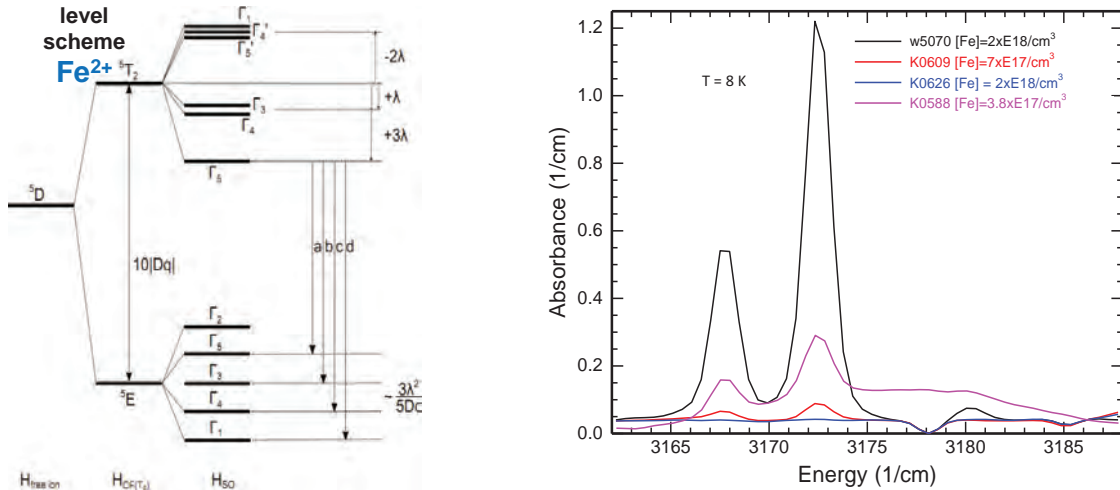 level
scheme
Fe²⁺
⁵T₂
⁵D
⁵E
10|Dq|
Γ₁
Γ₄'
Γ₅'
Γ₃
Γ₄
Γ₅
-2λ
+λ
+3λ
a b c d
Γ₂
Γ₅
Γ₃
Γ₄
Γ₁
~ 3λ²
5Dq
H free ion
H CF(Td)
H SO
w5070 [Fe]=2xE18/cm³
K0609 [Fe]=7xE17/cm³
K0626 [Fe] = 2xE18/cm³
K0588 [Fe]=3.8xE17/cm³
T = 8 K
Absorbance (1/cm)
1.2
1.0
0.8
0.6
0.4
0.2
0.0
3165 3170 3175 3180 3185
Energy (1/cm)